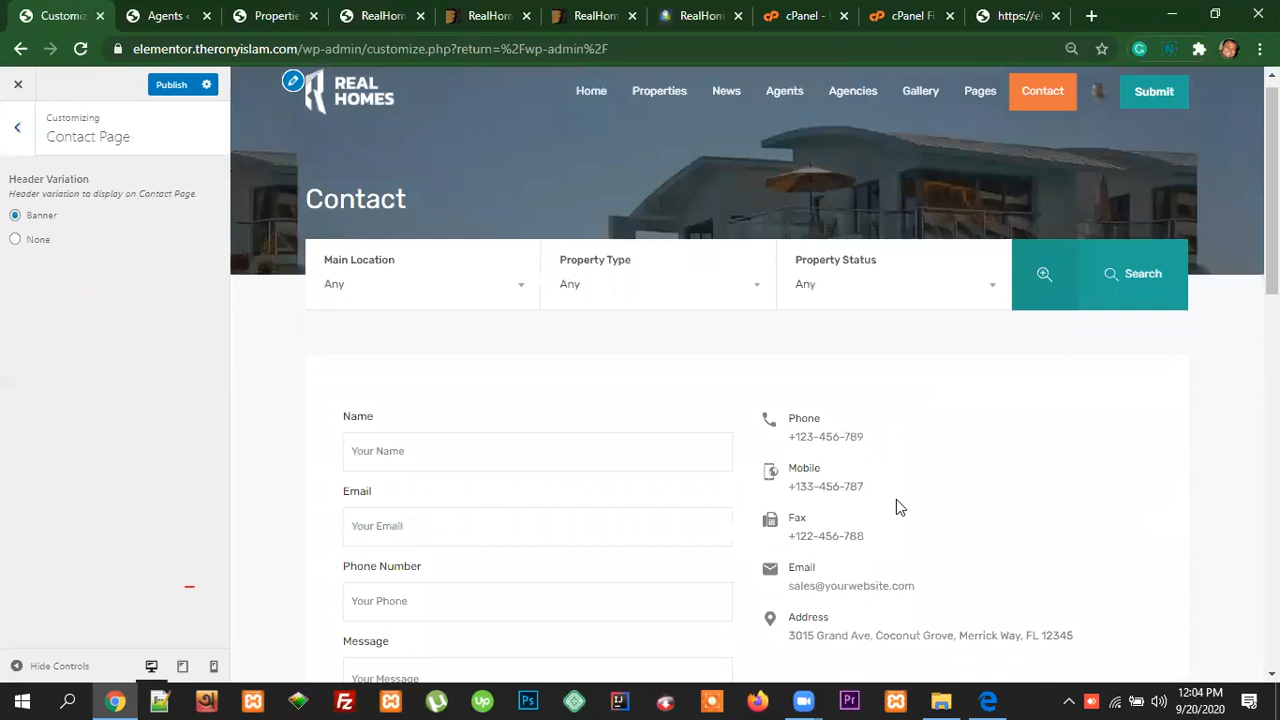 Customiz
Agents ‹
Propertie
RealHom
RealHom
RealHom
RealHom
cPanel -
cPanel Fi
https://el
elementor.theronyislam.com/wp-admin/customize.php?return=%2Fwp-admin%2F
Publish
Customizing
Contact Page
Header Variation
Header variation to display on Contact Page.
Banner
None
Hide Controls
REAL
HOMES
Home Properties News Agents Agencies Gallery Pages Contact Submit
Contact
Main Location
Any
Property Type
Any
Property Status
Any
Search
Name
Your Name
Email
Your Email
Phone Number
Your Phone
Message
Your Message
Phone
+123-456-789
Mobile
+133-456-787
Fax
+122-456-788
Email
sales@yourwebsite.com
Address
3015 Grand Ave, Coconut Grove, Merrick Way, FL 12345
12:04 PM
9/20/2020